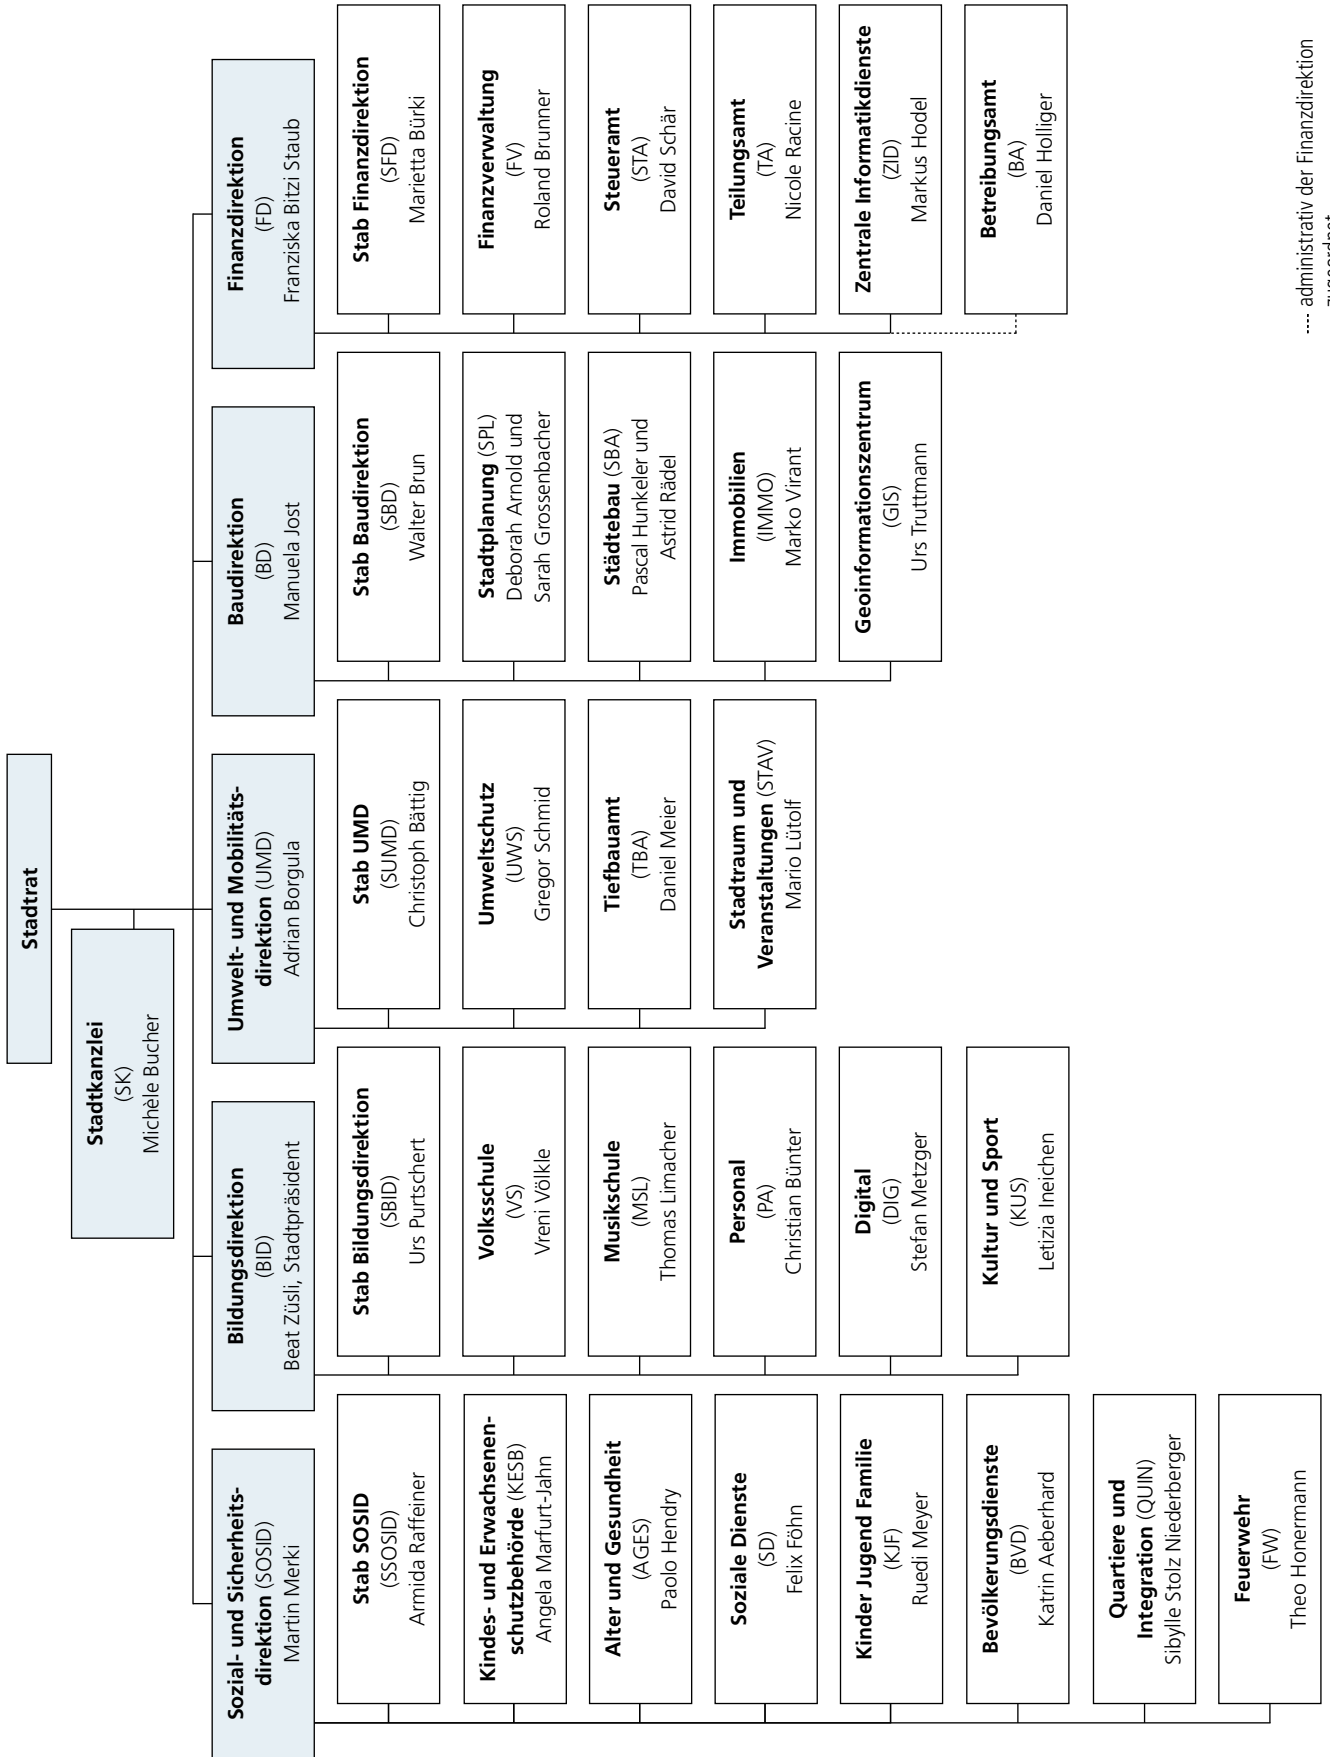 Stadtrat
Stadtkanzlei
(SK)
Michèle Bucher
Sozial- und Sicherheits-
direktion (SOSID)
Martin Merki
Stab SOSID
(SSOSID)
Armida Raffeiner
Kindes- und Erwachsenen-
schutzbehörde (KESB)
Angela Marfurt-Jahn
Alter und Gesundheit
(AGES)
Paolo Hendry
Soziale Dienste
(SD)
Felix Föhn
Kinder Jugend Familie
(KJF)
Ruedi Meyer
Bevölkerungsdienste
(BVD)
Katrin Aeberhard
Quartiere und
Integration (QUIN)
Sibylle Stolz Niederberger
Feuerwehr
(FW)
Theo Honermann
Bildungsdirektion
(BID)
Beat Züsli, Stadtpräsident
Stab Bildungsdirektion
(SBID)
Urs Purtschert
Volksschule
(VS)
Vreni Völkle
Musikschule
(MSL)
Thomas Limacher
Personal
(PA)
Christian Bünter
Digital
(DIG)
Stefan Metzger
Kultur und Sport
(KUS)
Letizia Ineichen
Umwelt- und Mobilitäts-
direktion (UMD)
Adrian Borgula
Stab UMD
(SUMD)
Christoph Bättig
Umweltschutz
(UWS)
Gregor Schmid
Tiefbauamt
(TBA)
Daniel Meier
Stadtraum und
Veranstaltungen (STAV)
Mario Lütolf
Baudirektion
(BD)
Manuela Jost
Stab Baudirektion
(SBD)
Walter Brun
Stadtplanung (SPL)
Deborah Arnold und
Sarah Grossenbacher
Städtebau (SBA)
Pascal Hunkeler und
Astrid Rädel
Immobilien
(IMMO)
Marko Virant
Geoinformationszentrum
(GIS)
Urs Truttmann
Finanzdirektion
(FD)
Franziska Bitzi Staub
Stab Finanzdirektion
(SFD)
Marietta Bürki
Finanzverwaltung
(FV)
Roland Brunner
Steueramt
(STA)
David Schär
Teilungsamt
(TA)
Nicole Racine
Zentrale Informatikdienste
(ZID)
Markus Hodel
Betreibungsamt
(BA)
Daniel Holliger
---- administrativ der Finanzdirektion
zugeordnet